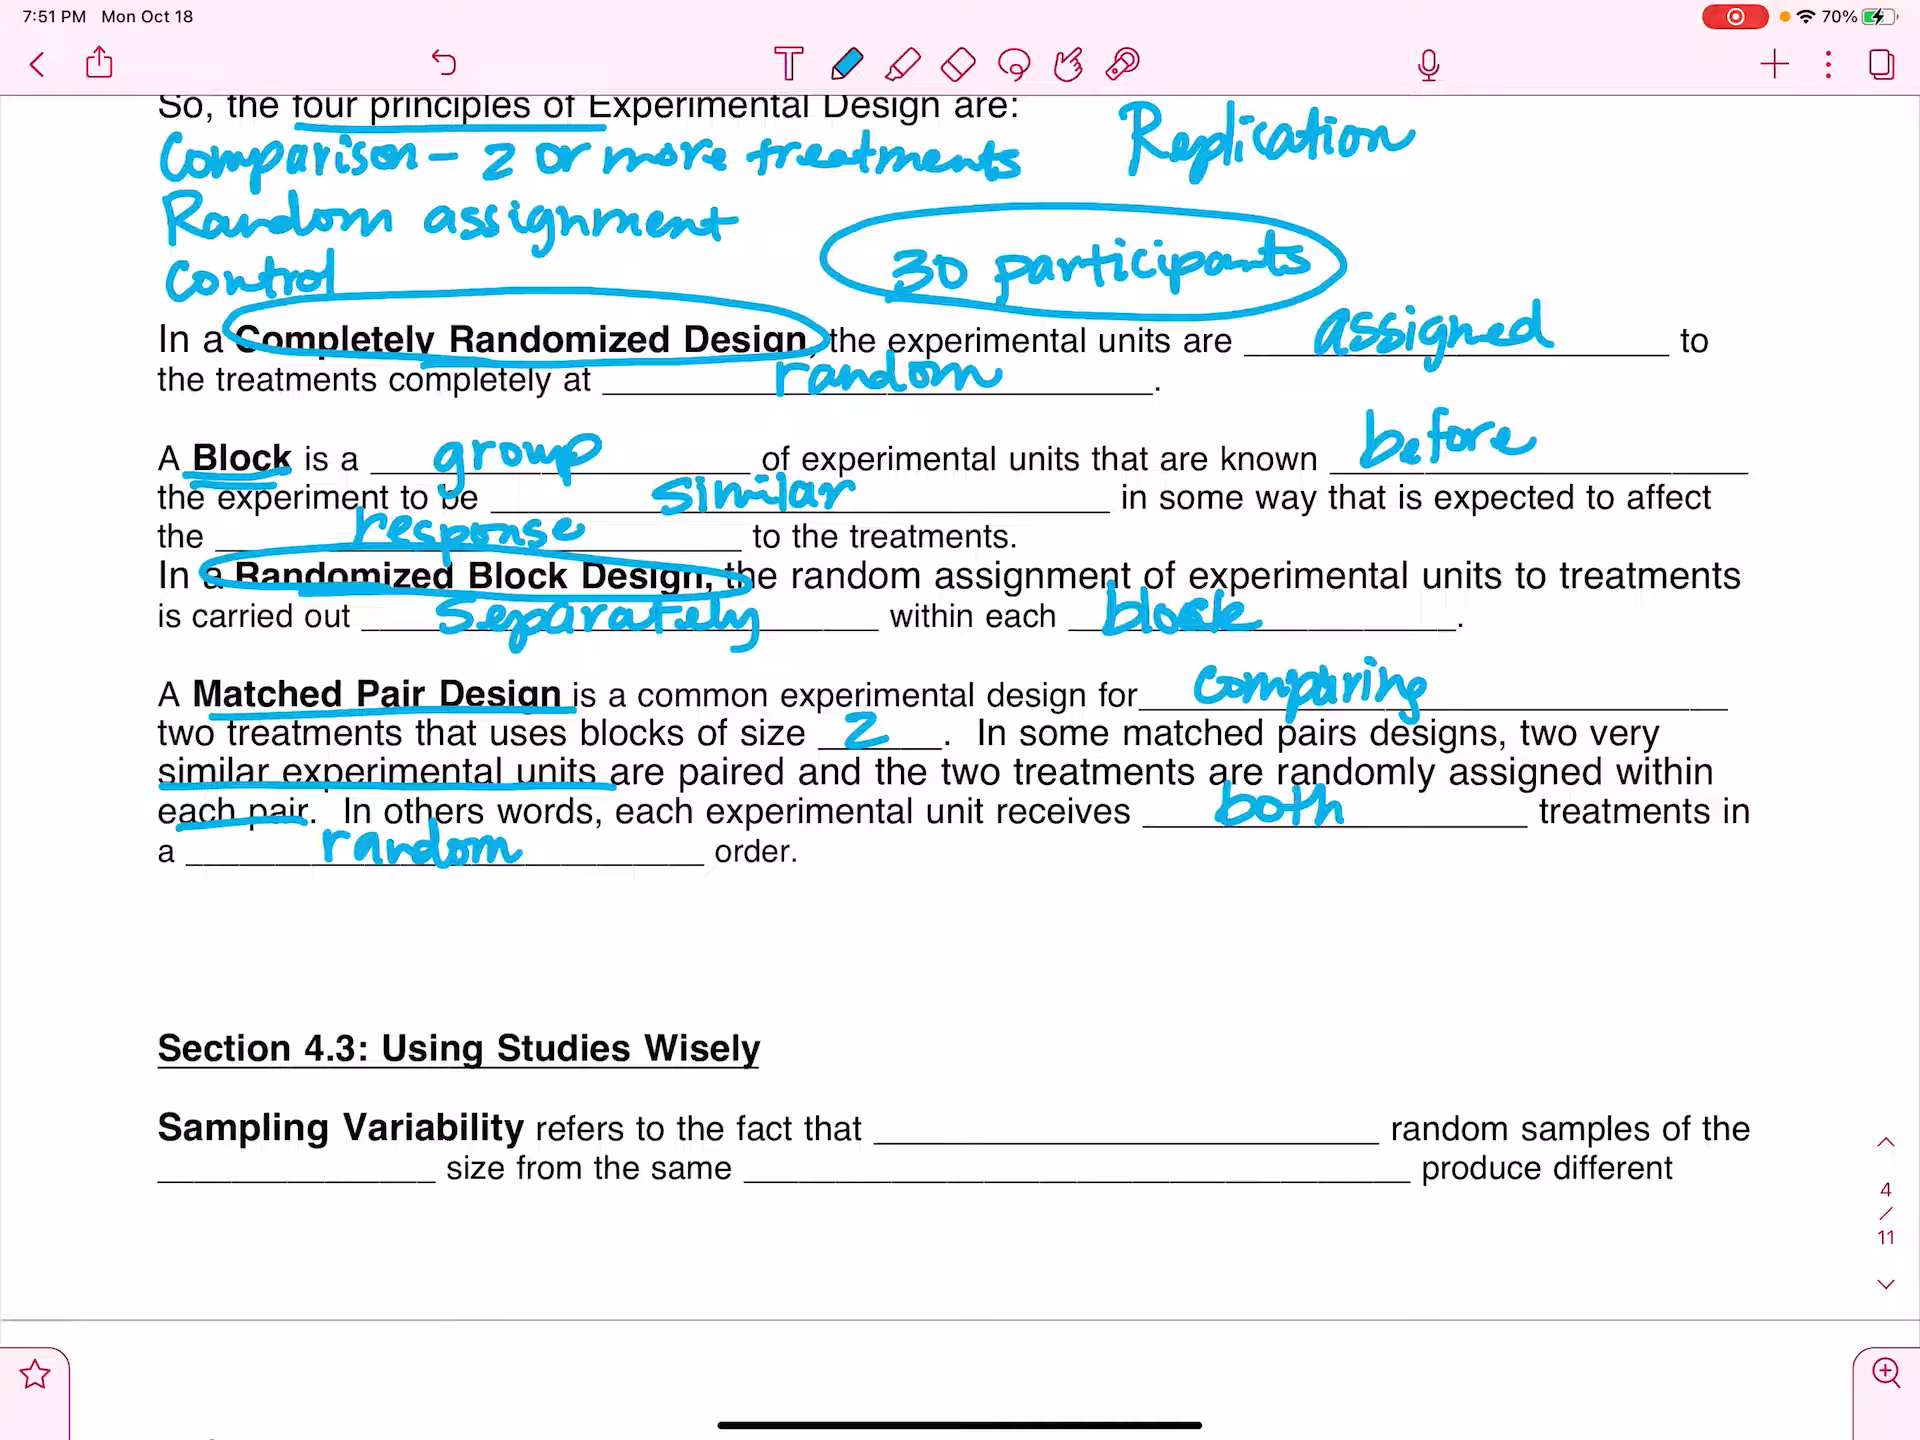 7:51 PM Mon Oct 18
70%
So, the four principles of Experimental Design are:
Replication
Comparison - 2 or more treatments
Random assignment
Control
30 participants
In a Completely Randomized Design, the experimental units are assigned to
the treatments completely at random.
A Block is a group of experimental units that are known before
the experiment to be similar in some way that is expected to affect
the response to the treatments.
In a Randomized Block Design, the random assignment of experimental units to treatments
is carried out separately within each block.
A Matched Pair Design is a common experimental design for comparing
two treatments that uses blocks of size 2. In some matched pairs designs, two very
similar experimental units are paired and the two treatments are randomly assigned within
each pair. In others words, each experimental unit receives both treatments in
a random order.
Section 4.3: Using Studies Wisely
Sampling Variability refers to the fact that ____ random samples of the
____ size from the same ____ produce different
4
/
11